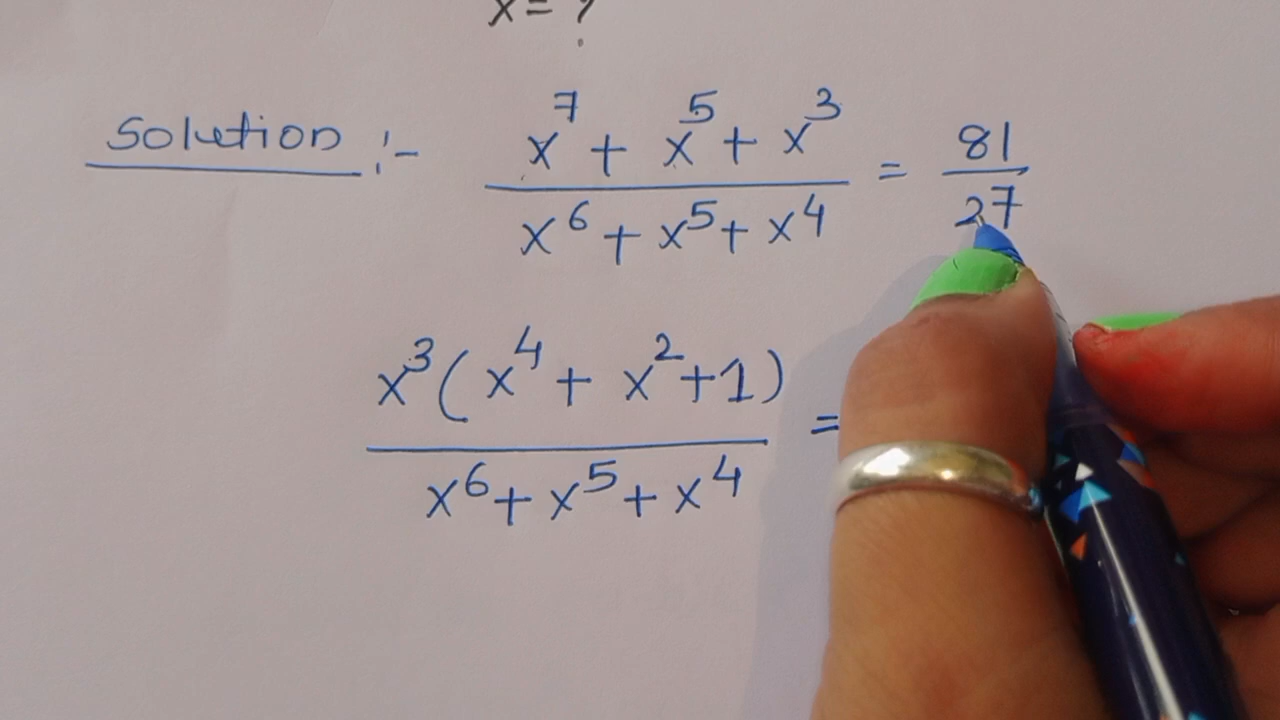 x = ?
Solution :- x⁷ + x⁵ + x³ / x⁶ + x⁵ + x⁴ = 81 / 27
x³ ( x⁴ + x² + 1 ) / x⁶ + x⁵ + x⁴ =